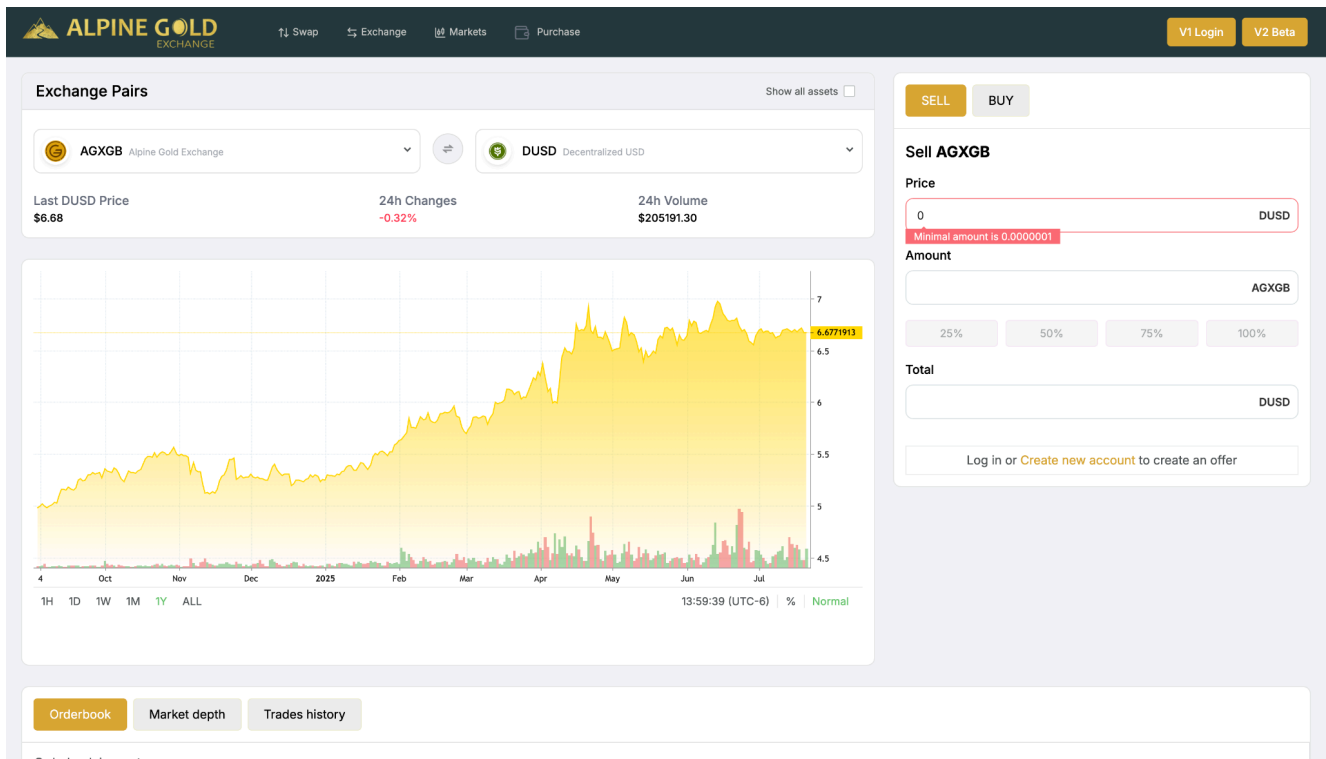 ALPINE GOLD
EXCHANGE
Swap
Exchange
Markets
Purchase
V1 Login
V2 Beta
Exchange Pairs
Show all assets
AGXGB Alpine Gold Exchange
DUSD Decentralized USD
Last DUSD Price
24h Changes
24h Volume
$6.68
-0.32%
$205191.30
7
6.6771913
6.5
6
5.5
5
4.5
4 Oct Nov Dec 2025 Feb Mar Apr May Jun Jul
1H 1D 1W 1M 1Y ALL
13:59:39 (UTC-6) % Normal
SELL
BUY
Sell AGXGB
Price
0 DUSD
Minimal amount is 0.0000001
Amount
AGXGB
25% 50% 75% 100%
Total
DUSD
Log in or Create new account to create an offer
Orderbook
Market depth
Trades history